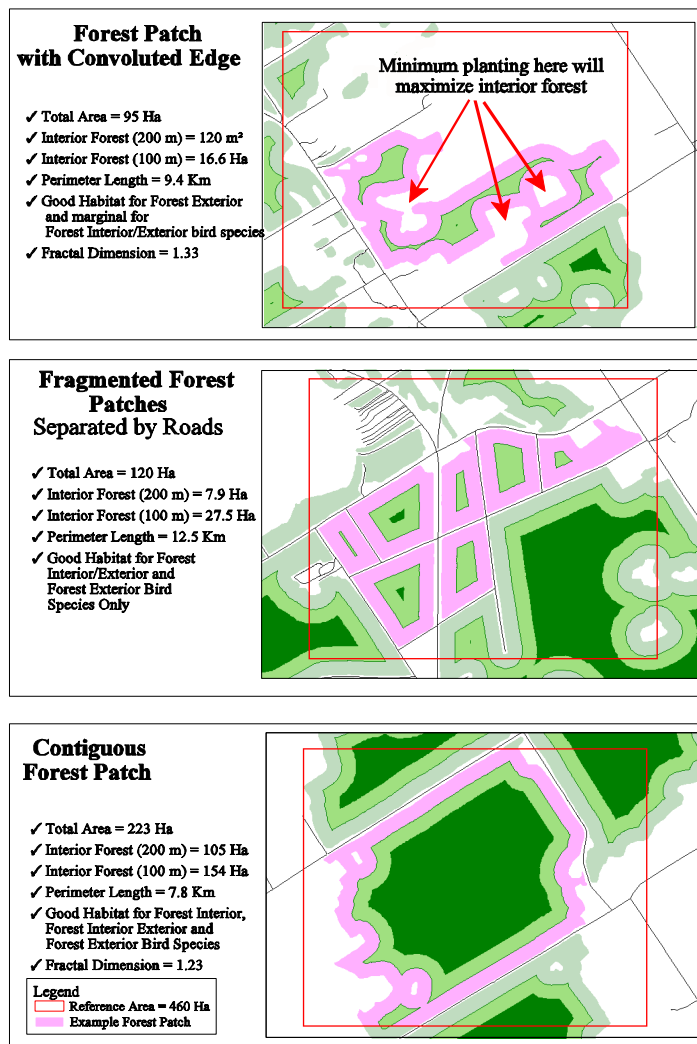 Forest Patch
with Convoluted Edge
✓ Total Area = 95 Ha
✓ Interior Forest (200 m) = 120 m²
✓ Interior Forest (100 m) = 16.6 Ha
✓ Perimeter Length = 9.4 Km
✓ Good Habitat for Forest Exterior
and marginal for
Forest Interior/Exterior bird species
✓ Fractal Dimension = 1.33
Minimum planting here will
maximize interior forest
Fragmented Forest
Patches
Separated by Roads
✓ Total Area = 120 Ha
✓ Interior Forest (200 m) = 7.9 Ha
✓ Interior Forest (100 m) = 27.5 Ha
✓ Perimeter Length = 12.5 Km
✓ Good Habitat for Forest
Interior/Exterior and
Forest Exterior Bird
Species Only
Contiguous
Forest Patch
✓ Total Area = 223 Ha
✓ Interior Forest (200 m) = 105 Ha
✓ Interior Forest (100 m) = 154 Ha
✓ Perimeter Length = 7.8 Km
✓ Good Habitat for Forest Interior,
Forest Interior Exterior and
Forest Exterior Bird Species
✓ Fractal Dimension = 1.23
Legend
Reference Area = 460 Ha
Example Forest Patch